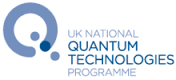 UK NATIONAL
QUANTUM
TECHNOLOGIES
PROGRAMME